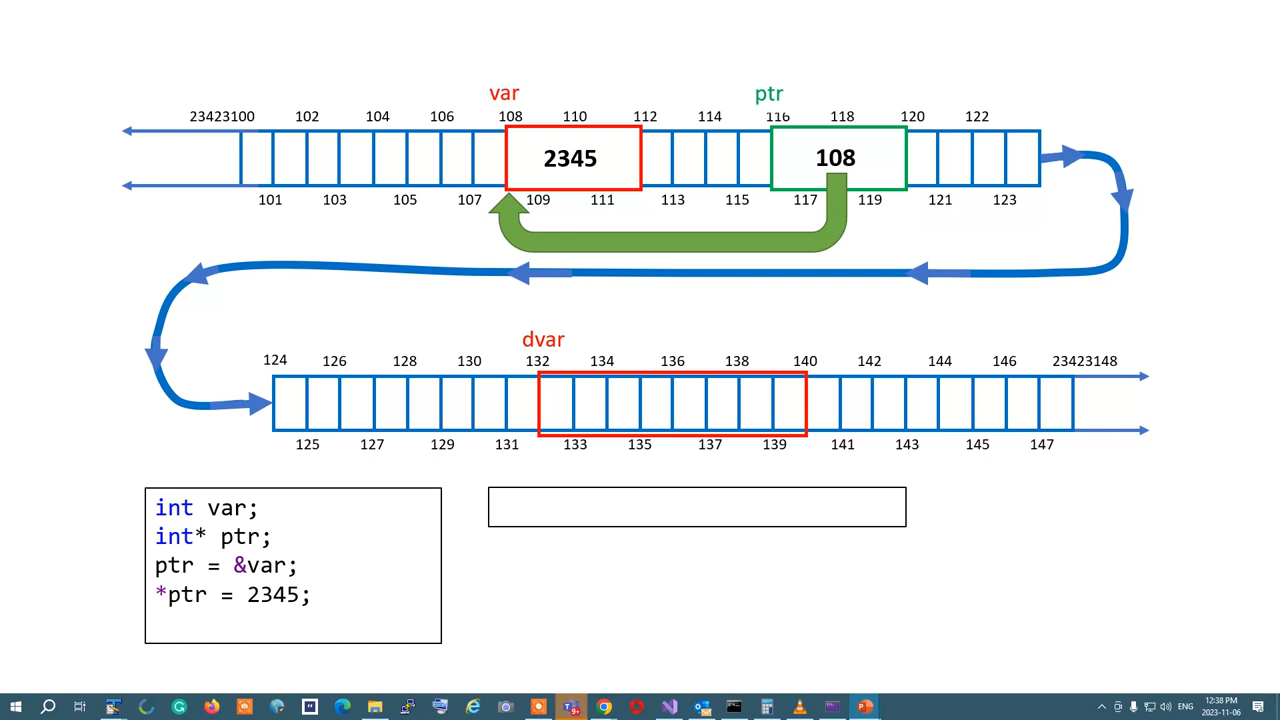 var ptr
23423100 102 104 106 108 110 112 114 116 118 120 122
2345 108
101 103 105 107 109 111 113 115 117 119 121 123
dvar
124 126 128 130 132 134 136 138 140 142 144 146 23423148
125 127 129 131 133 135 137 139 141 143 145 147
int var;
int* ptr;
ptr = &var;
*ptr = 2345;
12:38 PM
ENG
2023-11-06